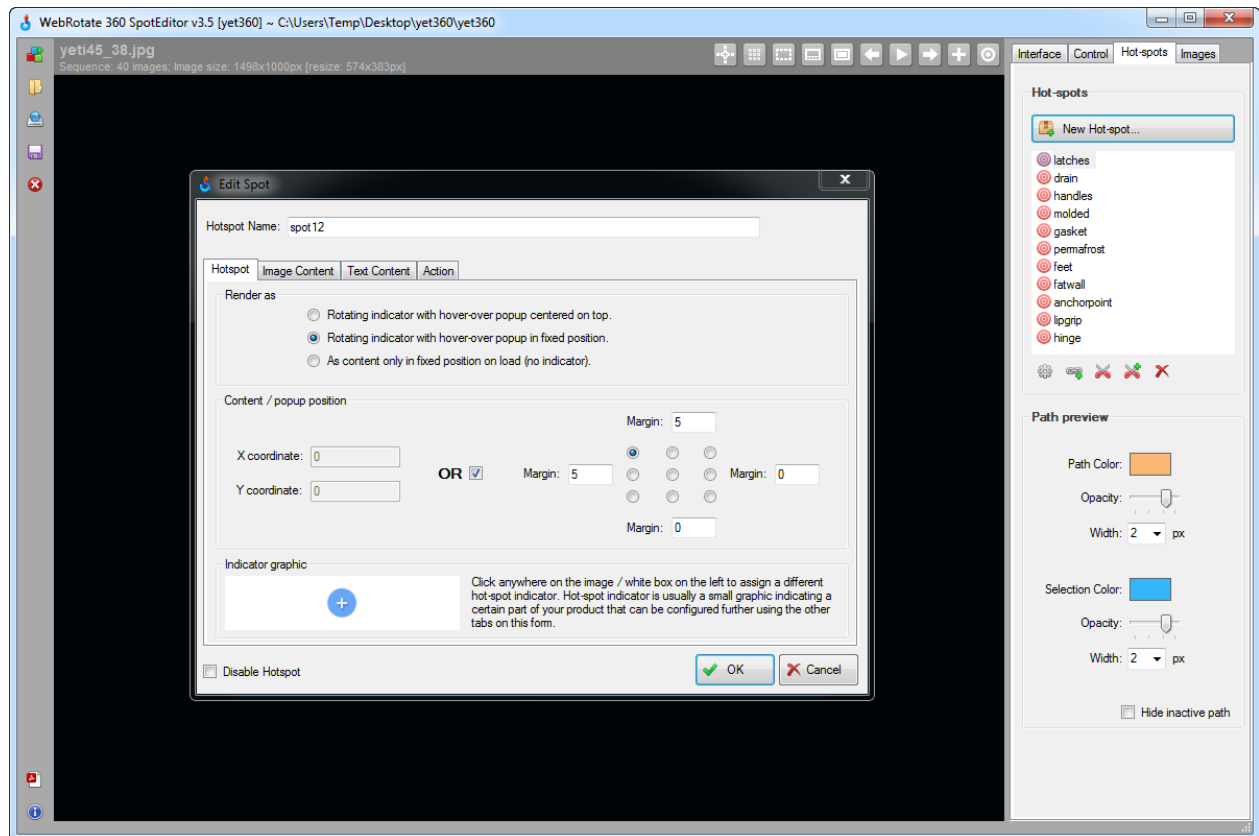 WebRotate 360 SpotEditor v3.5 [yet360] ~ C:\Users\Temp\Desktop\yet360\yet360
yeti45_38.jpg
Sequence: 40 images; Image size: 1498x1000px [resize: 574x383px]
Interface Control Hot-spots Images
Hot-spots
New Hot-spot...
latches
drain
handles
molded
gasket
permafrost
feet
fatwall
anchorpoint
lipgrip
hinge
Path preview
Path Color:
Opacity:
Width: 2 px
Selection Color:
Opacity:
Width: 2 px
Hide inactive path
Edit Spot
Hotspot Name: spot12
Hotspot Image Content Text Content Action
Render as
Rotating indicator with hover-over popup centered on top.
Rotating indicator with hover-over popup in fixed position.
As content only in fixed position on load (no indicator).
Content / popup position
Margin: 5
X coordinate: 0
OR Margin: 5 Margin: 0
Y coordinate: 0
Margin: 0
Indicator graphic
Click anywhere on the image / white box on the left to assign a different
hot-spot indicator. Hot-spot indicator is usually a small graphic indicating a
certain part of your product that can be configured further using the other
tabs on this form.
Disable Hotspot
OK Cancel